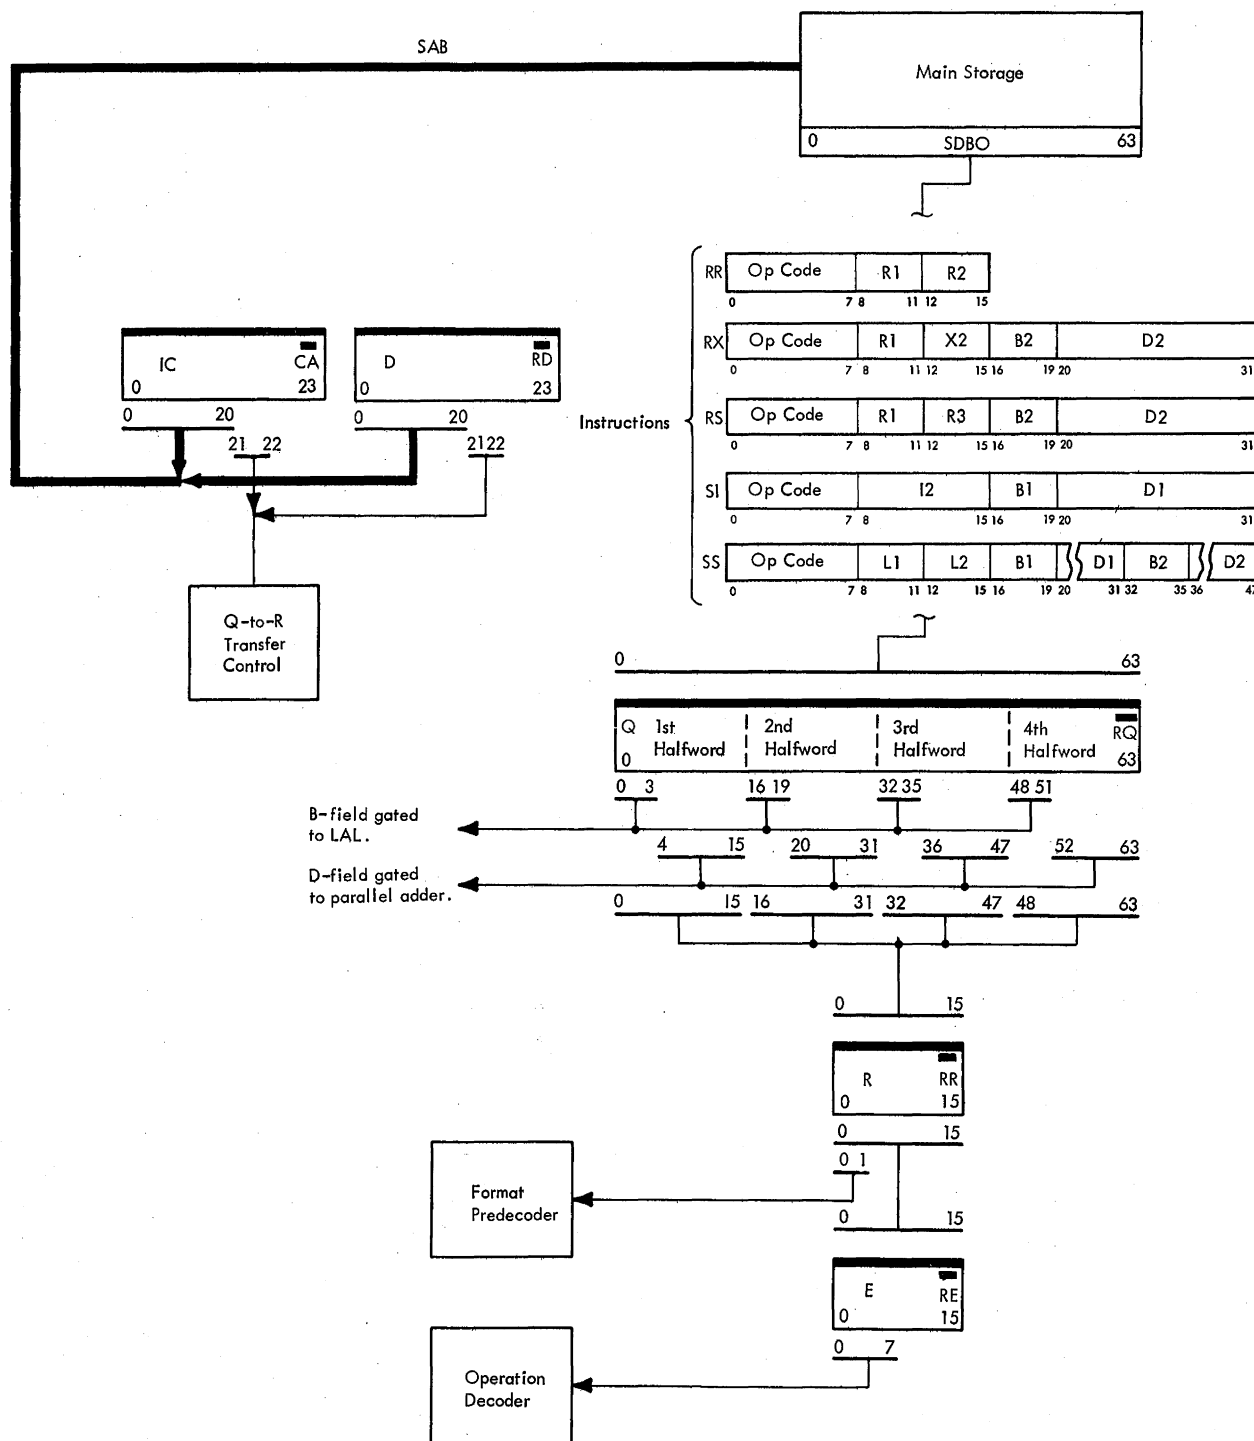 SAB
Main Storage
0 SDBO 63
Instructions
RR Op Code R1 R2
0 7 8 11 12 15
RX Op Code R1 X2 B2 D2
0 7 8 11 12 15 16 19 20 31
RS Op Code R1 R3 B2 D2
0 7 8 11 12 15 16 19 20 31
SI Op Code I2 B1 D1
0 7 8 15 16 19 20 31
SS Op Code L1 L2 B1 D1 B2 D2
0 7 8 11 12 15 16 19 20 31 32 35 36 47
IC CA
0 23
0 20
21 22
D RD
0 23
0 20
21 22
Q-to-R
Transfer
Control
0 63
Q 1st
Halfword
2nd
Halfword
3rd
Halfword
4th
Halfword
RQ
0 63
0 3 16 19 32 35 48 51
B-field gated
to LAL.
4 15 20 31 36 47 52 63
D-field gated
to parallel adder.
0 15 16 31 32 47 48 63
0 15
R RR
0 15
0 15
0 1
Format
Predecoder
0 15
E RE
0 15
0 7
Operation
Decoder